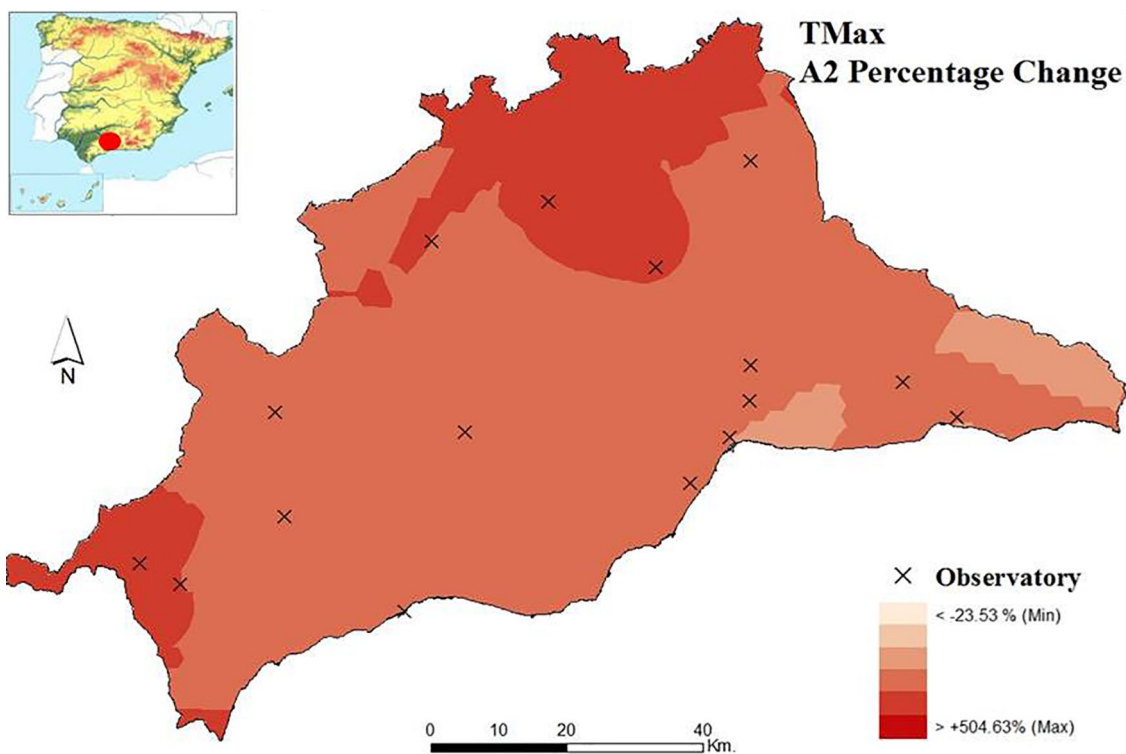 TMax
A2 Percentage Change
N
Observatory
< -23.53 % (Min)
> +504.63% (Max)
0 10 20 40
Km.